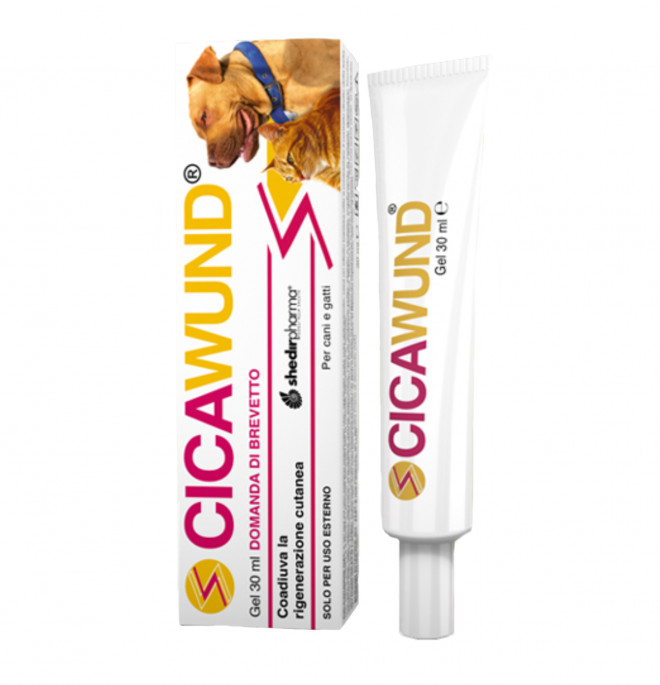 CICAWUND®
Gel 30 ml DOMANDA DI BREVETTO
Coadiuva la
rigenerazione cutanea
SOLO PER USO ESTERNO
shedirpharma®
Per cani e gatti
CICAWUND®
Gel 30 ml e